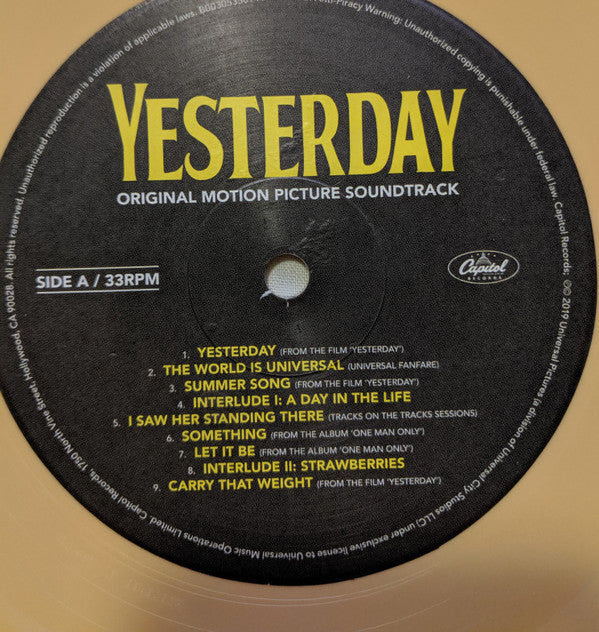 YESTERDAY
ORIGINAL MOTION PICTURE SOUNDTRACK
SIDE A / 33RPM
Capitol
RECORDS
1. YESTERDAY (FROM THE FILM 'YESTERDAY')
2. THE WORLD IS UNIVERSAL (UNIVERSAL FANFARE)
3. SUMMER SONG (FROM THE FILM 'YESTERDAY')
4. INTERLUDE I: A DAY IN THE LIFE
5. I SAW HER STANDING THERE (TRACKS ON THE TRACKS SESSIONS)
6. SOMETHING (FROM THE ALBUM 'ONE MAN ONLY')
7. LET IT BE (FROM THE ALBUM 'ONE MAN ONLY')
8. INTERLUDE II: STRAWBERRIES
9. CARRY THAT WEIGHT (FROM THE FILM 'YESTERDAY')
Capitol Records; ℗© 2019 Universal Pictures (a division of Universal City Studios LLC) under exclusive license to Universal Music Operations Limited. Capitol Records, 1750 North Vine Street, Hollywood, CA 90028. All rights reserved. Unauthorized reproduction is a violation of applicable laws. Anti-Piracy Warning: Unauthorized copying is punishable under federal law.